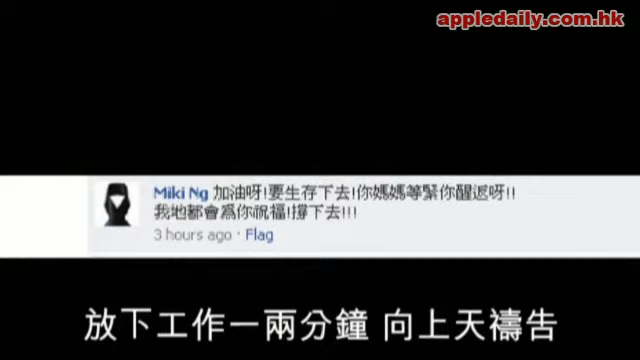 appledaily.com.hk
Miki Ng 加油呀!要生存下去!你媽媽等緊你醒返呀!!
我地都會為你祝福!撐下去!!!
3 hours ago · Flag
放下工作一兩分鐘 向上天禱告